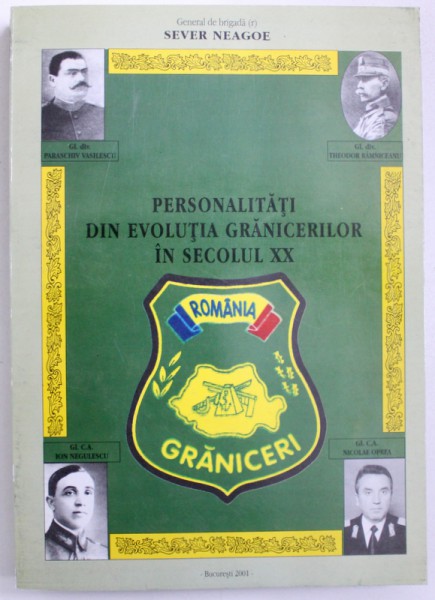 General de brigadă (r)
SEVER NEAGOE
Gl. div.
PARASCHIV VASILESCU
Gl. div.
THEODOR RÂMNICEANU
PERSONALITĂŢI
DIN EVOLUŢIA GRĂNICERILOR
ÎN SECOLUL XX
ROMÂNIA
GRĂNICERI
Gl. C.A.
ION NEGULESCU
Gl. C.A.
NICOLAE OPREA
- Bucureşti 2001 -